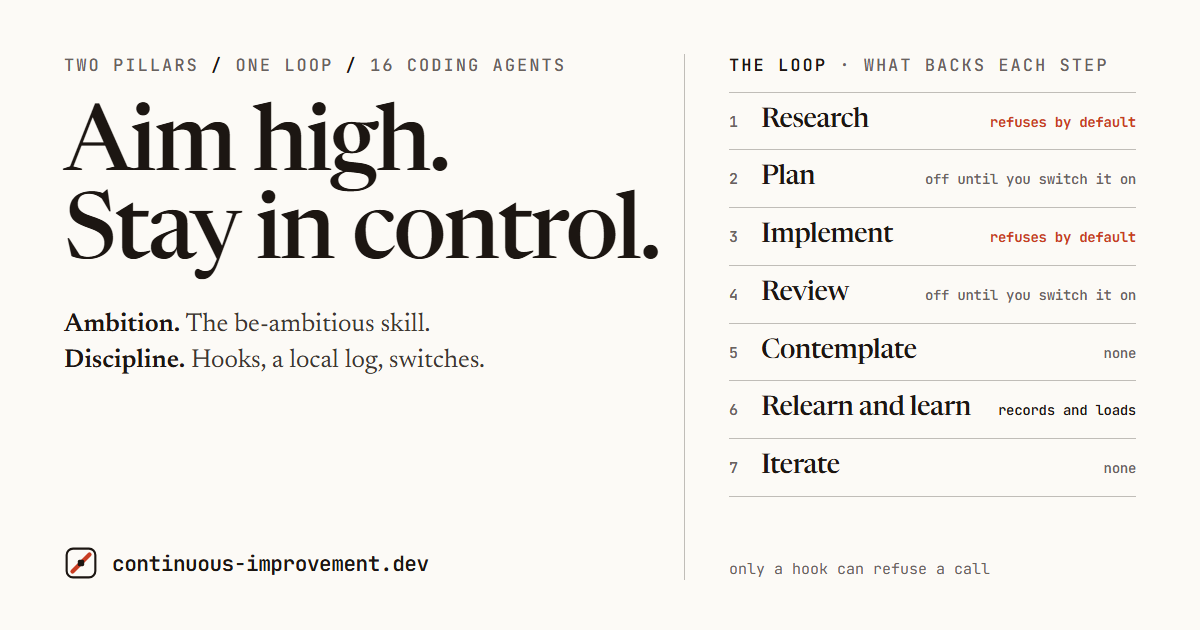 TWO PILLARS / ONE LOOP / 16 CODING AGENTS
Aim high.
Stay in control.
Ambition. The be-ambitious skill.
Discipline. Hooks, a local log, switches.
continuous-improvement.dev
THE LOOP · WHAT BACKS EACH STEP
1 Research refuses by default
2 Plan off until you switch it on
3 Implement refuses by default
4 Review off until you switch it on
5 Contemplate none
6 Relearn and learn records and loads
7 Iterate none
only a hook can refuse a call